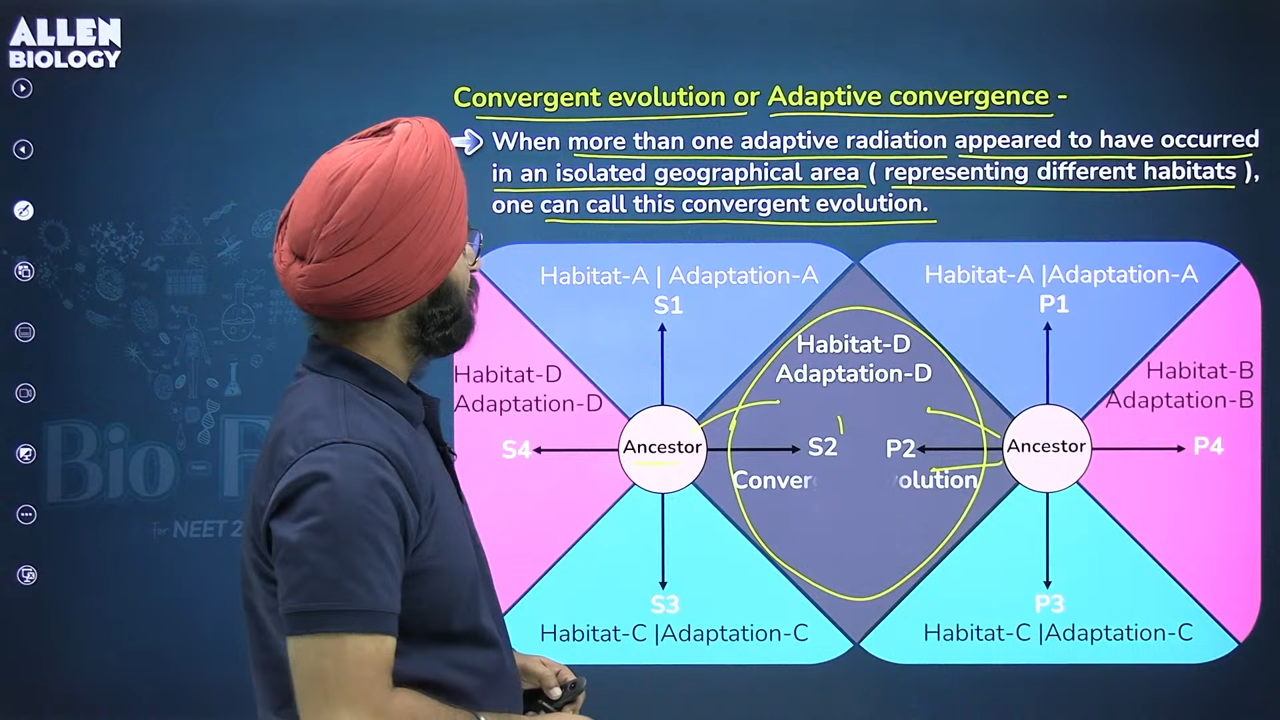 ALLEN
BIOLOGY
Convergent evolution or Adaptive convergence -
When more than one adaptive radiation appeared to have occurred
in an isolated geographical area ( representing different habitats ),
one can call this convergent evolution.
Habitat-A | Adaptation-A
S1
Habitat-D
Adaptation-D
S4
Ancestor
S2
S3
Habitat-C |Adaptation-C
Habitat-D
Adaptation-D
Habitat-A |Adaptation-A
P1
Habitat-B
Adaptation-B
P2
Ancestor
P4
P3
Habitat-C |Adaptation-C
Bio-
For NEET 2